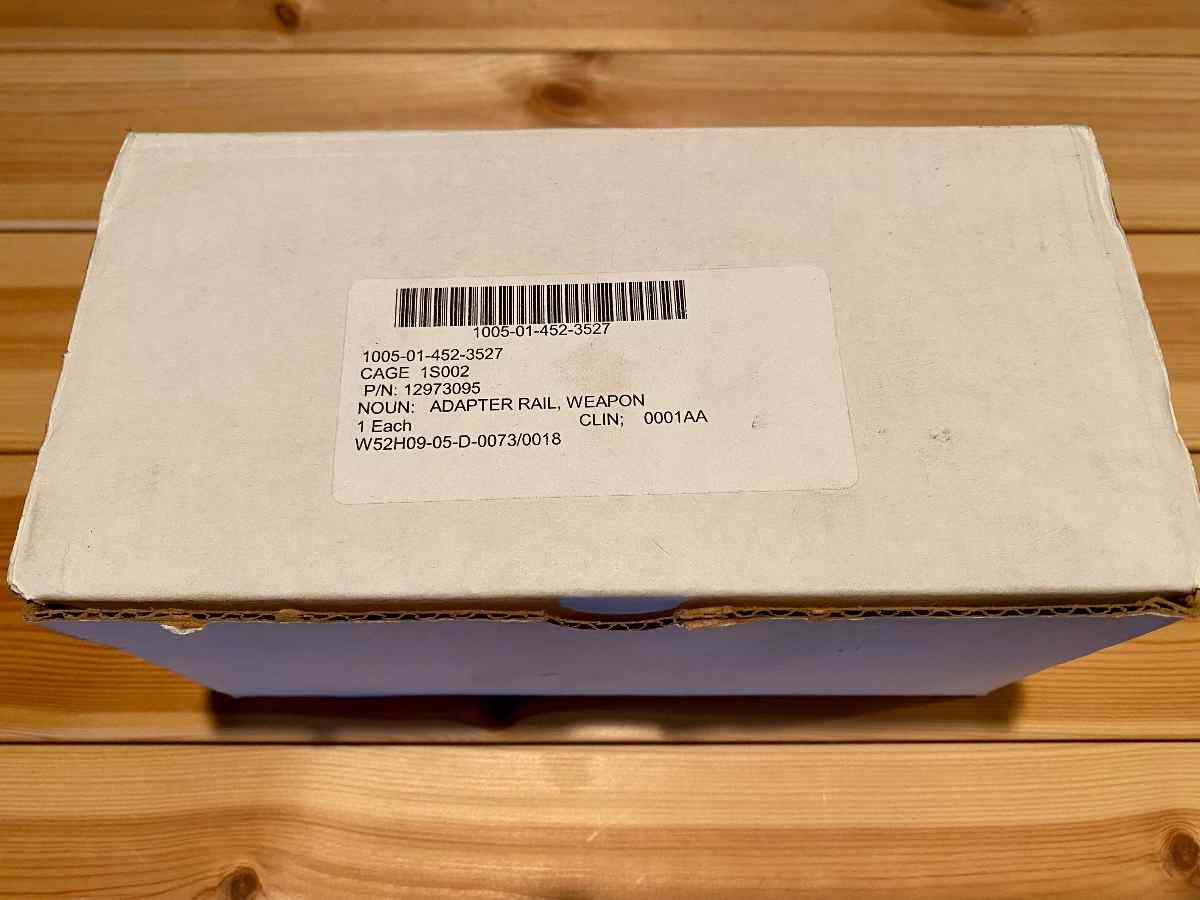 1005-01-452-3527
1005-01-452-3527
CAGE 1S002
P/N: 12973095
NOUN: ADAPTER RAIL, WEAPON
1 Each CLIN; 0001AA
W52H09-05-D-0073/0018